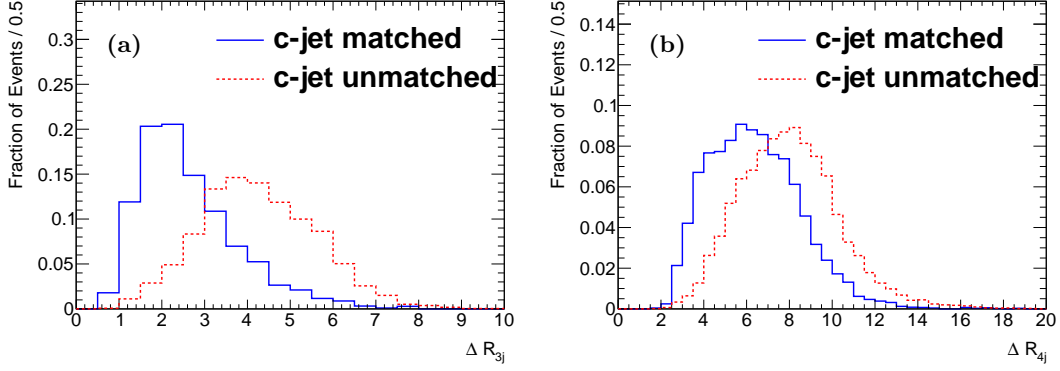 Fraction of Events / 0.5
(a)
c-jet matched
c-jet unmatched
0.3
0.25
0.2
0.15
0.1
0.05
0
0 1 2 3 4 5 6 7 8 9 10
Δ R3j
Fraction of Events / 0.5
(b)
c-jet matched
c-jet unmatched
0.14
0.12
0.1
0.08
0.06
0.04
0.02
0
0 2 4 6 8 10 12 14 16 18 20
Δ R4j